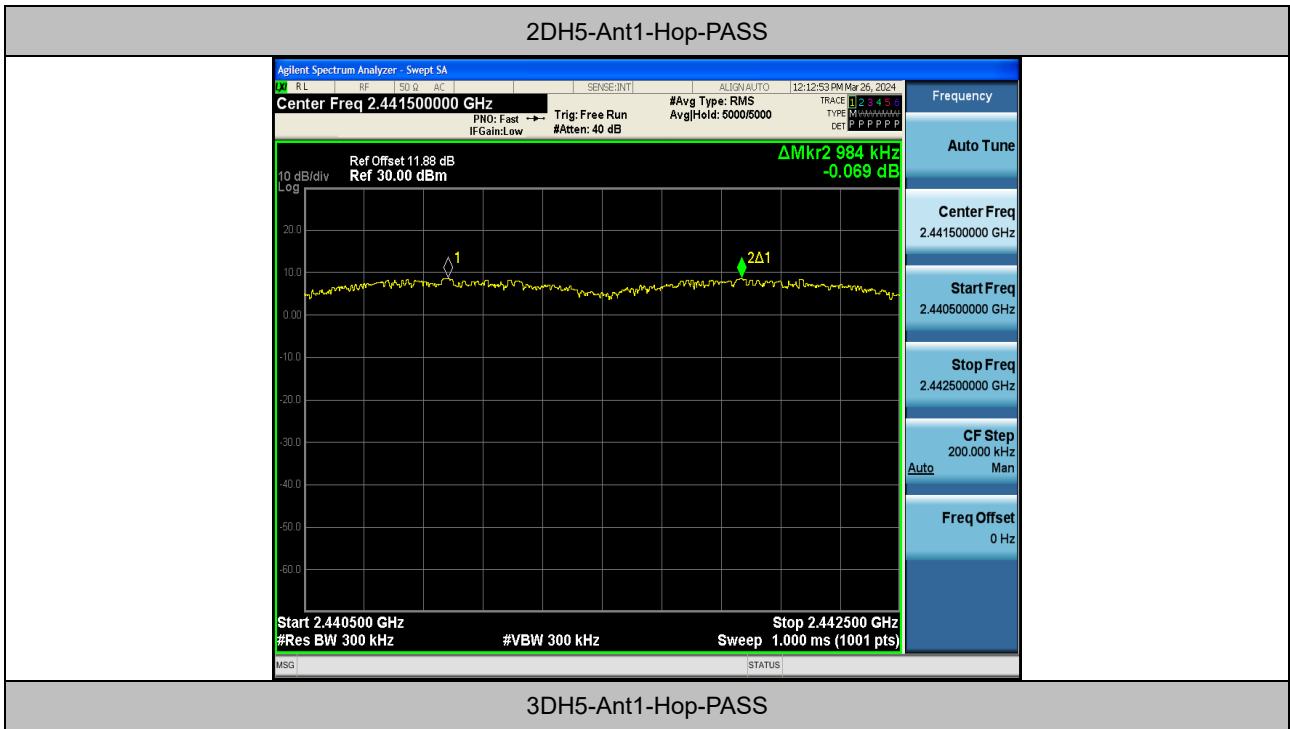 2DH5-Ant1-Hop-PASS
Agilent Spectrum Analyzer - Swept SA
LXI RL RF 50 Ω AC SENSE:INT ALIGN AUTO 12:12:53 PM Mar 26, 2024
Center Freq 2.441500000 GHz
PNO: Fast
IFGain:Low
Trig: Free Run
#Atten: 40 dB
#Avg Type: RMS
Avg|Hold: 5000/5000
TRACE 1 2 3 4 5 6
TYPE M
DET P P P P P P
ΔMkr2 984 kHz
-0.069 dB
Ref Offset 11.88 dB
10 dB/div Ref 30.00 dBm
Log
20.0
10.0
0.00
-10.0
-20.0
-30.0
-40.0
-50.0
-60.0
1
2Δ1
Start 2.440500 GHz Stop 2.442500 GHz
#Res BW 300 kHz #VBW 300 kHz Sweep 1.000 ms (1001 pts)
MSG STATUS
Frequency
Auto Tune
Center Freq
2.441500000 GHz
Start Freq
2.440500000 GHz
Stop Freq
2.442500000 GHz
CF Step
200.000 kHz
Auto Man
Freq Offset
0 Hz
3DH5-Ant1-Hop-PASS